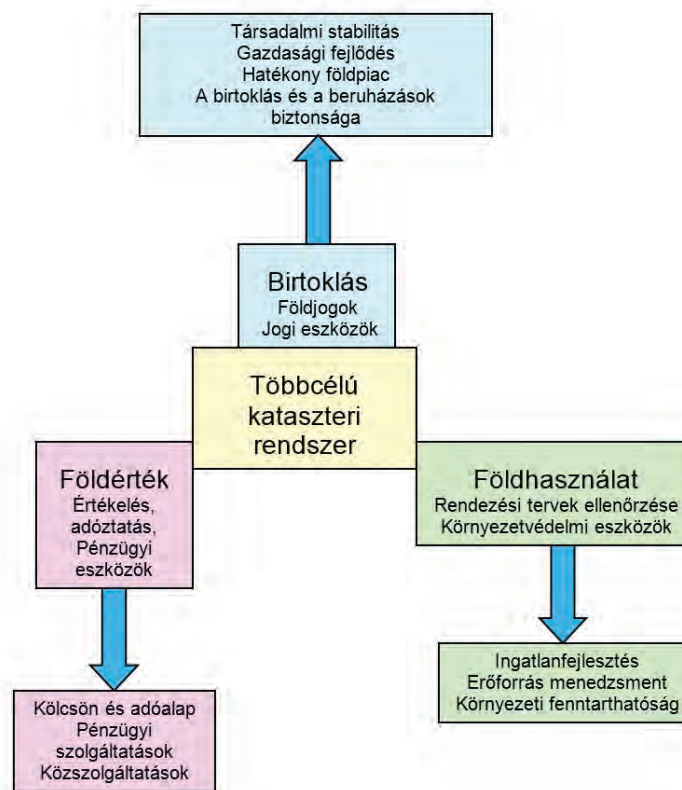 Társadalmi stabilitás
Gazdasági fejlődés
Hatékony földpiac
A birtoklás és a beruházások
biztonsága
Birtoklás
Földjogok
Jogi eszközök
Többcélú
kataszteri
rendszer
Földérték
Értékelés,
adóztatás,
Pénzügyi
eszközök
Földhasználat
Rendezési tervek ellenőrzése
Környezetvédelmi eszközök
Kölcsön és adóalap
Pénzügyi
szolgáltatások
Közszolgáltatások
Ingatlanfejlesztés
Erőforrás menedzsment
Környezeti fenntarthatóság